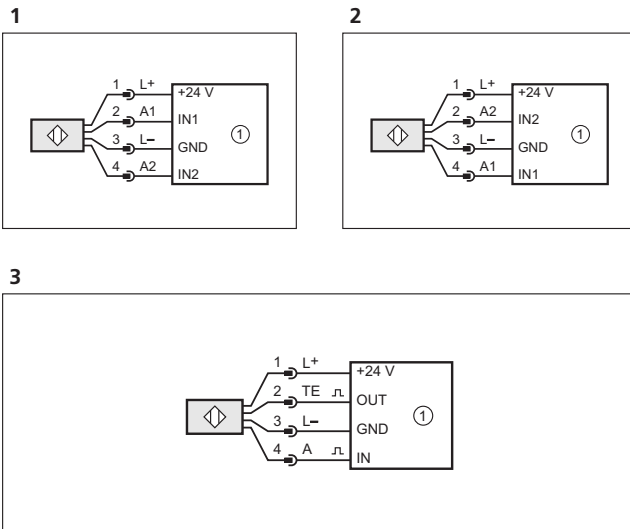 1
1 L+ +24 V
2 A1 IN1
3 L– GND
4 A2 IN2
①
2
1 L+ +24 V
2 A2 IN2
3 L– GND
4 A1 IN1
①
3
1 L+ +24 V
2 TE OUT
3 L– GND
4 A IN
①